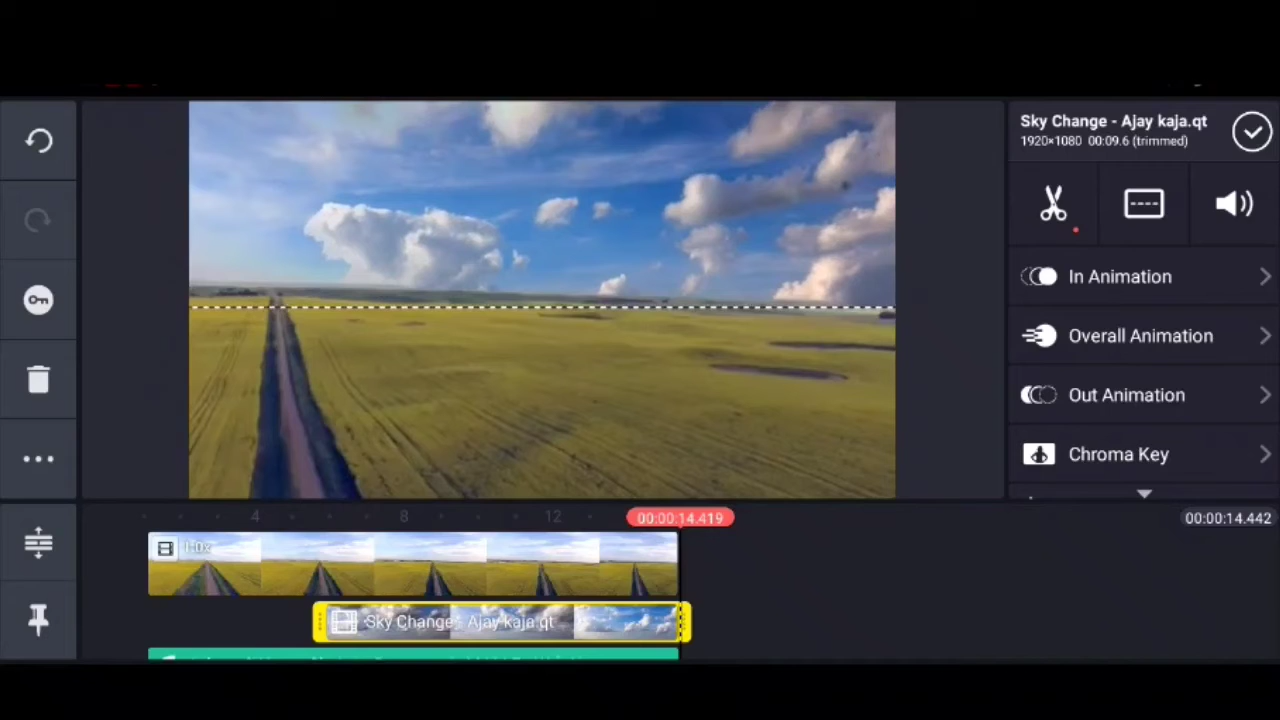 Sky Change - Ajay kaja.qt
1920×1080 00:09.6 (trimmed)
In Animation
Overall Animation
Out Animation
Chroma Key
4
8
12
00:00:14.419
00:00:14.442
1.0x
Sky Change - Ajay kaja.qt